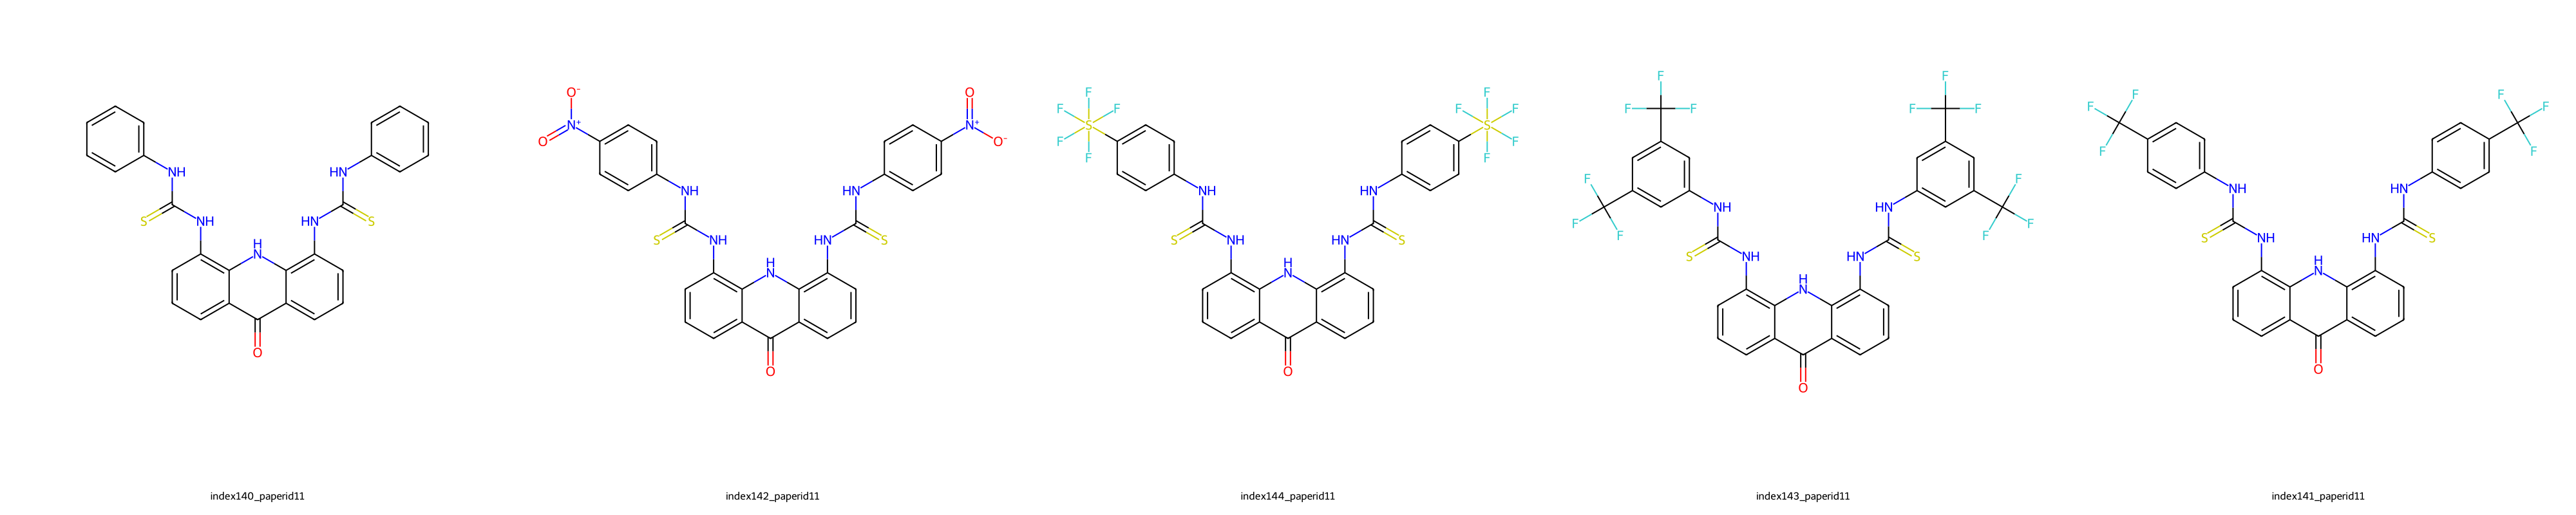 index140_paperid11
index142_paperid11
index144_paperid11
index143_paperid11
index141_paperid11
NH
S
NH
H
N
HN
HN
S
O
O⁻
N⁺
O
NH
S
NH
H
N
HN
HN
S
O
N⁺
O⁻
O
F
F
F
F
F
S
NH
S
NH
H
N
HN
HN
S
F
F
F
F
F
S
O
F
F
F
F
F
F
NH
S
NH
H
N
HN
HN
S
F
F
F
F
F
F
O
F
F
F
NH
S
NH
H
N
HN
HN
S
F
F
F
O